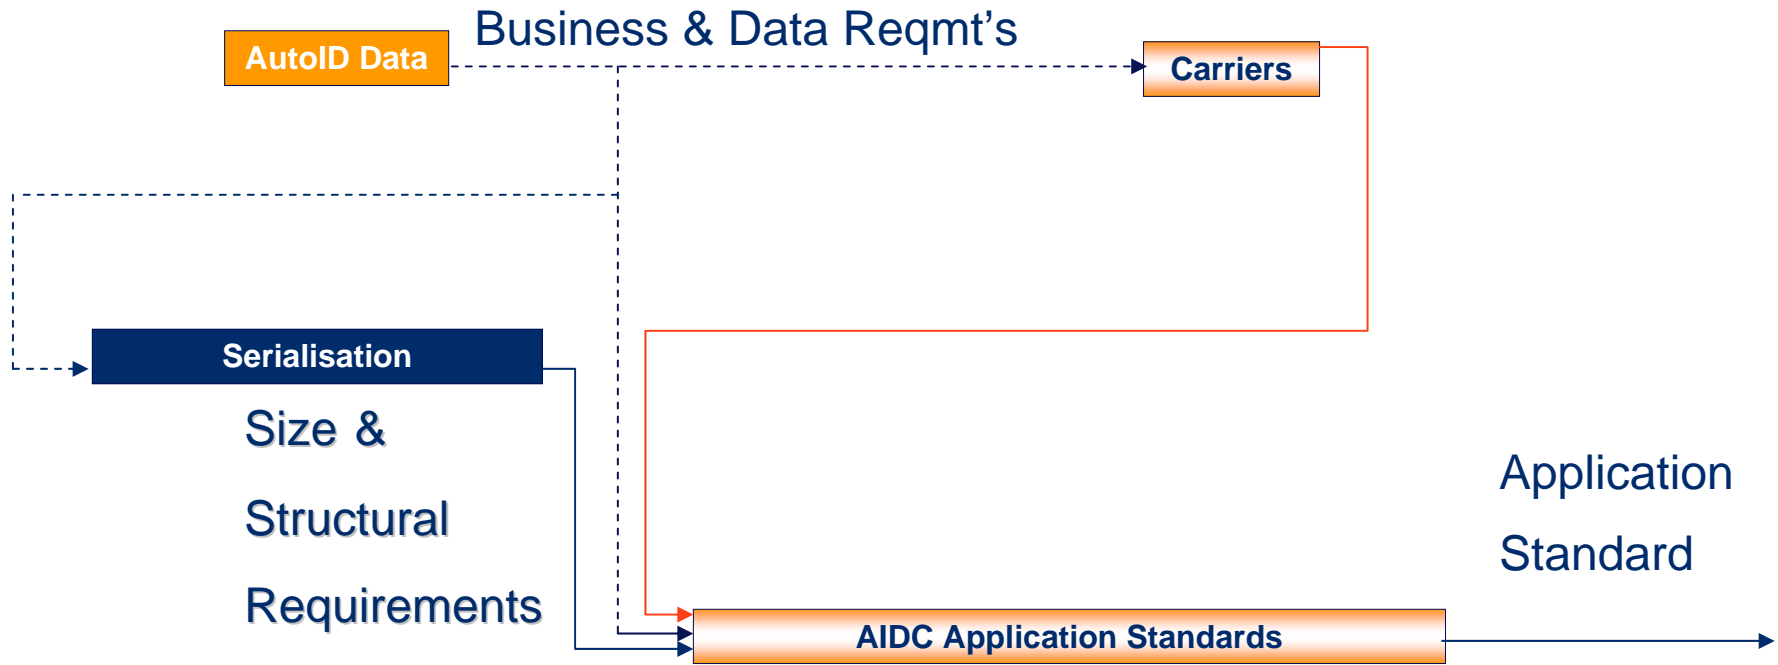 Business & Data Reqmt's
AutoID Data
Carriers
Serialisation
Size &
Structural
Requirements
Application
Standard
AIDC Application Standards